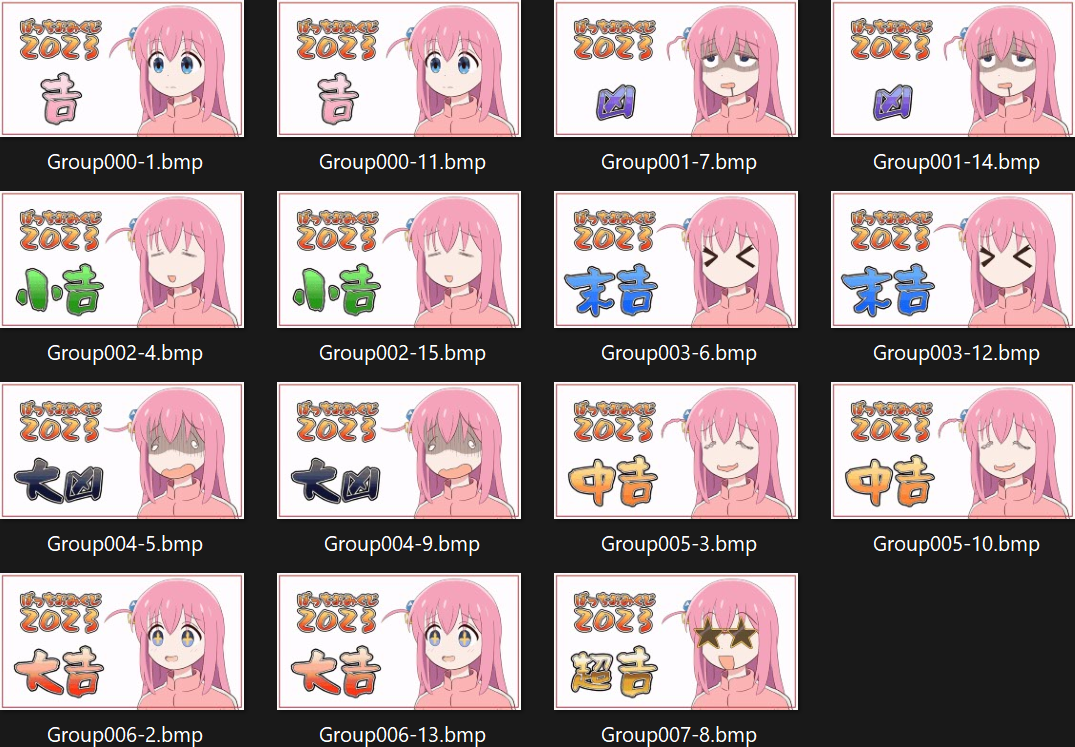 ぼっちおみくじ
2023
吉
Group000-1.bmp
ぼっちおみくじ
2023
吉
Group000-11.bmp
ぼっちおみくじ
2023
凶
Group001-7.bmp
ぼっちおみくじ
2023
凶
Group001-14.bmp
ぼっちおみくじ
2023
小吉
Group002-4.bmp
ぼっちおみくじ
2023
小吉
Group002-15.bmp
ぼっちおみくじ
2023
末吉
Group003-6.bmp
ぼっちおみくじ
2023
末吉
Group003-12.bmp
ぼっちおみくじ
2023
大凶
Group004-5.bmp
ぼっちおみくじ
2023
大凶
Group004-9.bmp
ぼっちおみくじ
2023
中吉
Group005-3.bmp
ぼっちおみくじ
2023
中吉
Group005-10.bmp
ぼっちおみくじ
2023
大吉
Group006-2.bmp
ぼっちおみくじ
2023
大吉
Group006-13.bmp
ぼっちおみくじ
2023
超吉
Group007-8.bmp